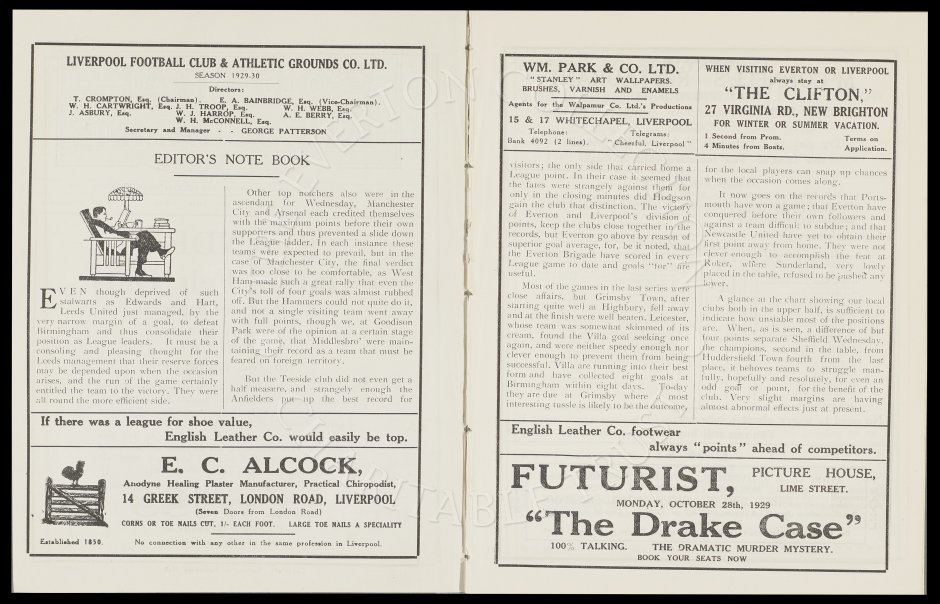 LIVERPOOL FOOTBALL CLUB & ATHLETIC GROUNDS CO. LTD.
SEASON 1929-30
Directors:
T. CROMPTON, Esq. (Chairman). E. A. BAINBRIDGE, Esq. (Vice-Chairman).
W. H. CARTWRIGHT, Esq. J. H. TROOP, Esq. W. H. WEBB, Esq.
J. ASBURY, Esq. W. J. HARROP, Esq. A. E. BERRY, Esq.
W. H. McCONNELL, Esq.
Secretary and Manager - - GEORGE PATTERSON
EDITOR'S NOTE BOOK
EVEN though deprived of such
stalwarts as Edwards and Hart,
Leeds United just managed, by the
very narrow margin of a goal, to defeat
Birmingham and thus consolidate their
position as League leaders. It must be a
consoling and pleasing thought for the
Leeds management that their reserve forces
may be depended upon when the occasion
arises, and the run of the game certainly
entitled the team to the victory. They were
all round the more efficient side.
Other top notchers also were in the
ascendant for Wednesday, Manchester
City and Arsenal each credited themselves
with the maximum points before their own
supporters and thus prevented a slide down
the League ladder. In each instance these
teams were expected to prevail, but in the
case of Manchester City, the final verdict
was too close to be comfortable, as West
Ham made such a great rally that even the
City's toll of four goals was almost rubbed
off. But the Hammers could not quite do it,
and not a single visiting team went away
with full points, though we, at Goodison
Park were of the opinion at a certain stage
of the game, that Middlesbro' were main-
taining their record as a team that must be
feared on foreign territory.
But the Teeside club did not even get a
half measure, and strangely enough the
Anfielders put up the best record for
If there was a league for shoe value,
English Leather Co. would easily be top.
E. C. ALCOCK,
Anodyne Healing Plaster Manufacturer, Practical Chiropodist,
14 GREEK STREET, LONDON ROAD, LIVERPOOL
(Seven Doors from London Road)
CORNS OR TOE NAILS CUT, 1/- EACH FOOT. LARGE TOE NAILS A SPECIALITY
Established 1850. No connection with any other in the same profession in Liverpool.
WM. PARK & CO. LTD.
"STANLEY" ART WALLPAPERS.
BRUSHES, VARNISH AND ENAMELS
Agents for the Walpamur Co. Ltd.'s Productions
15 & 17 WHITECHAPEL, LIVERPOOL
Telephone: Telegrams:
Bank 4092 (2 lines). "Cheerful, Liverpool"
WHEN VISITING EVERTON OR LIVERPOOL
always stay at
"THE CLIFTON,"
27 VIRGINIA RD., NEW BRIGHTON
FOR WINTER OR SUMMER VACATION.
1 Second from Prom. Terms on
4 Minutes from Boats. Application.
visitors; the only side that carried home a
League point. In their case it seemed that
the fates were strangely against them for
only in the closing minutes did Hodgson
gain the club that distinction. The victory
of Everton and Liverpool's division of
points, keep the clubs close together in the
records, but Everton go above by reason of
superior goal average, for, be it noted, that
the Everton Brigade have scored in every
League game to date and goals "tor" are
useful.
Most of the games in the last series were
close affairs, but Grimsby Town, after
starting quite well at Highbury, fell away
and at the finish were well beaten. Leicester,
whose team was somewhat skimmed of its
cream, found the Villa goal seeking once
again, and were neither speedy enough nor
clever enough to prevent them from being
successful. Villa are running into their best
form and have collected eight goals at
Birmingham within eight days. To-day
they are due at Grimsby where a most
interesting tussle is likely to be the outcome,
for the local players can snap up chances
when the occasion comes along.
It now goes on the records that Ports-
mouth have won a game; that Everton have
conquered before their own followers and
against a team difficult to subdue; and that
Newcastle United have yet to obtain their
first point away from home. They were not
clever enough to accomplish the feat at
Roker, where Sunderland, very lowly
placed in the table, refused to be pushed any
lower.
A glance at the chart showing our local
clubs both in the upper half, is sufficient to
indicate how unstable most of the positions
are. When, as is seen, a difference of but
four points separate Sheffield Wednesday,
the champions, second in the table, from
Huddersfield Town fourth from the last
place, it behoves teams to struggle man-
fully, hopefully and resolutely, for even an
odd goal or point, for the benefit of the
club. Very slight margins are having
almost abnormal effects just at present.
English Leather Co. footwear
always "points" ahead of competitors.
FUTURIST, PICTURE HOUSE,
LIME STREET.
MONDAY, OCTOBER 28th, 1929
"The Drake Case"
100% TALKING. THE DRAMATIC MURDER MYSTERY.
BOOK YOUR SEATS NOW